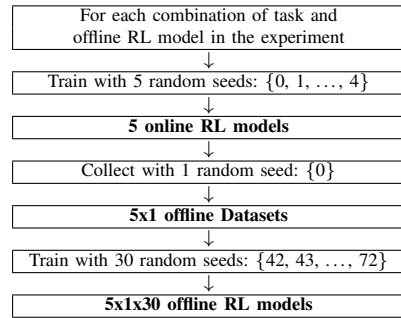 For each combination of task and
offline RL model in the experiment
↓
Train with 5 random seeds: {0, 1, ..., 4}
↓
5 online RL models
↓
Collect with 1 random seed: {0}
↓
5x1 offline Datasets
↓
Train with 30 random seeds: {42, 43, ..., 72}
↓
5x1x30 offline RL models